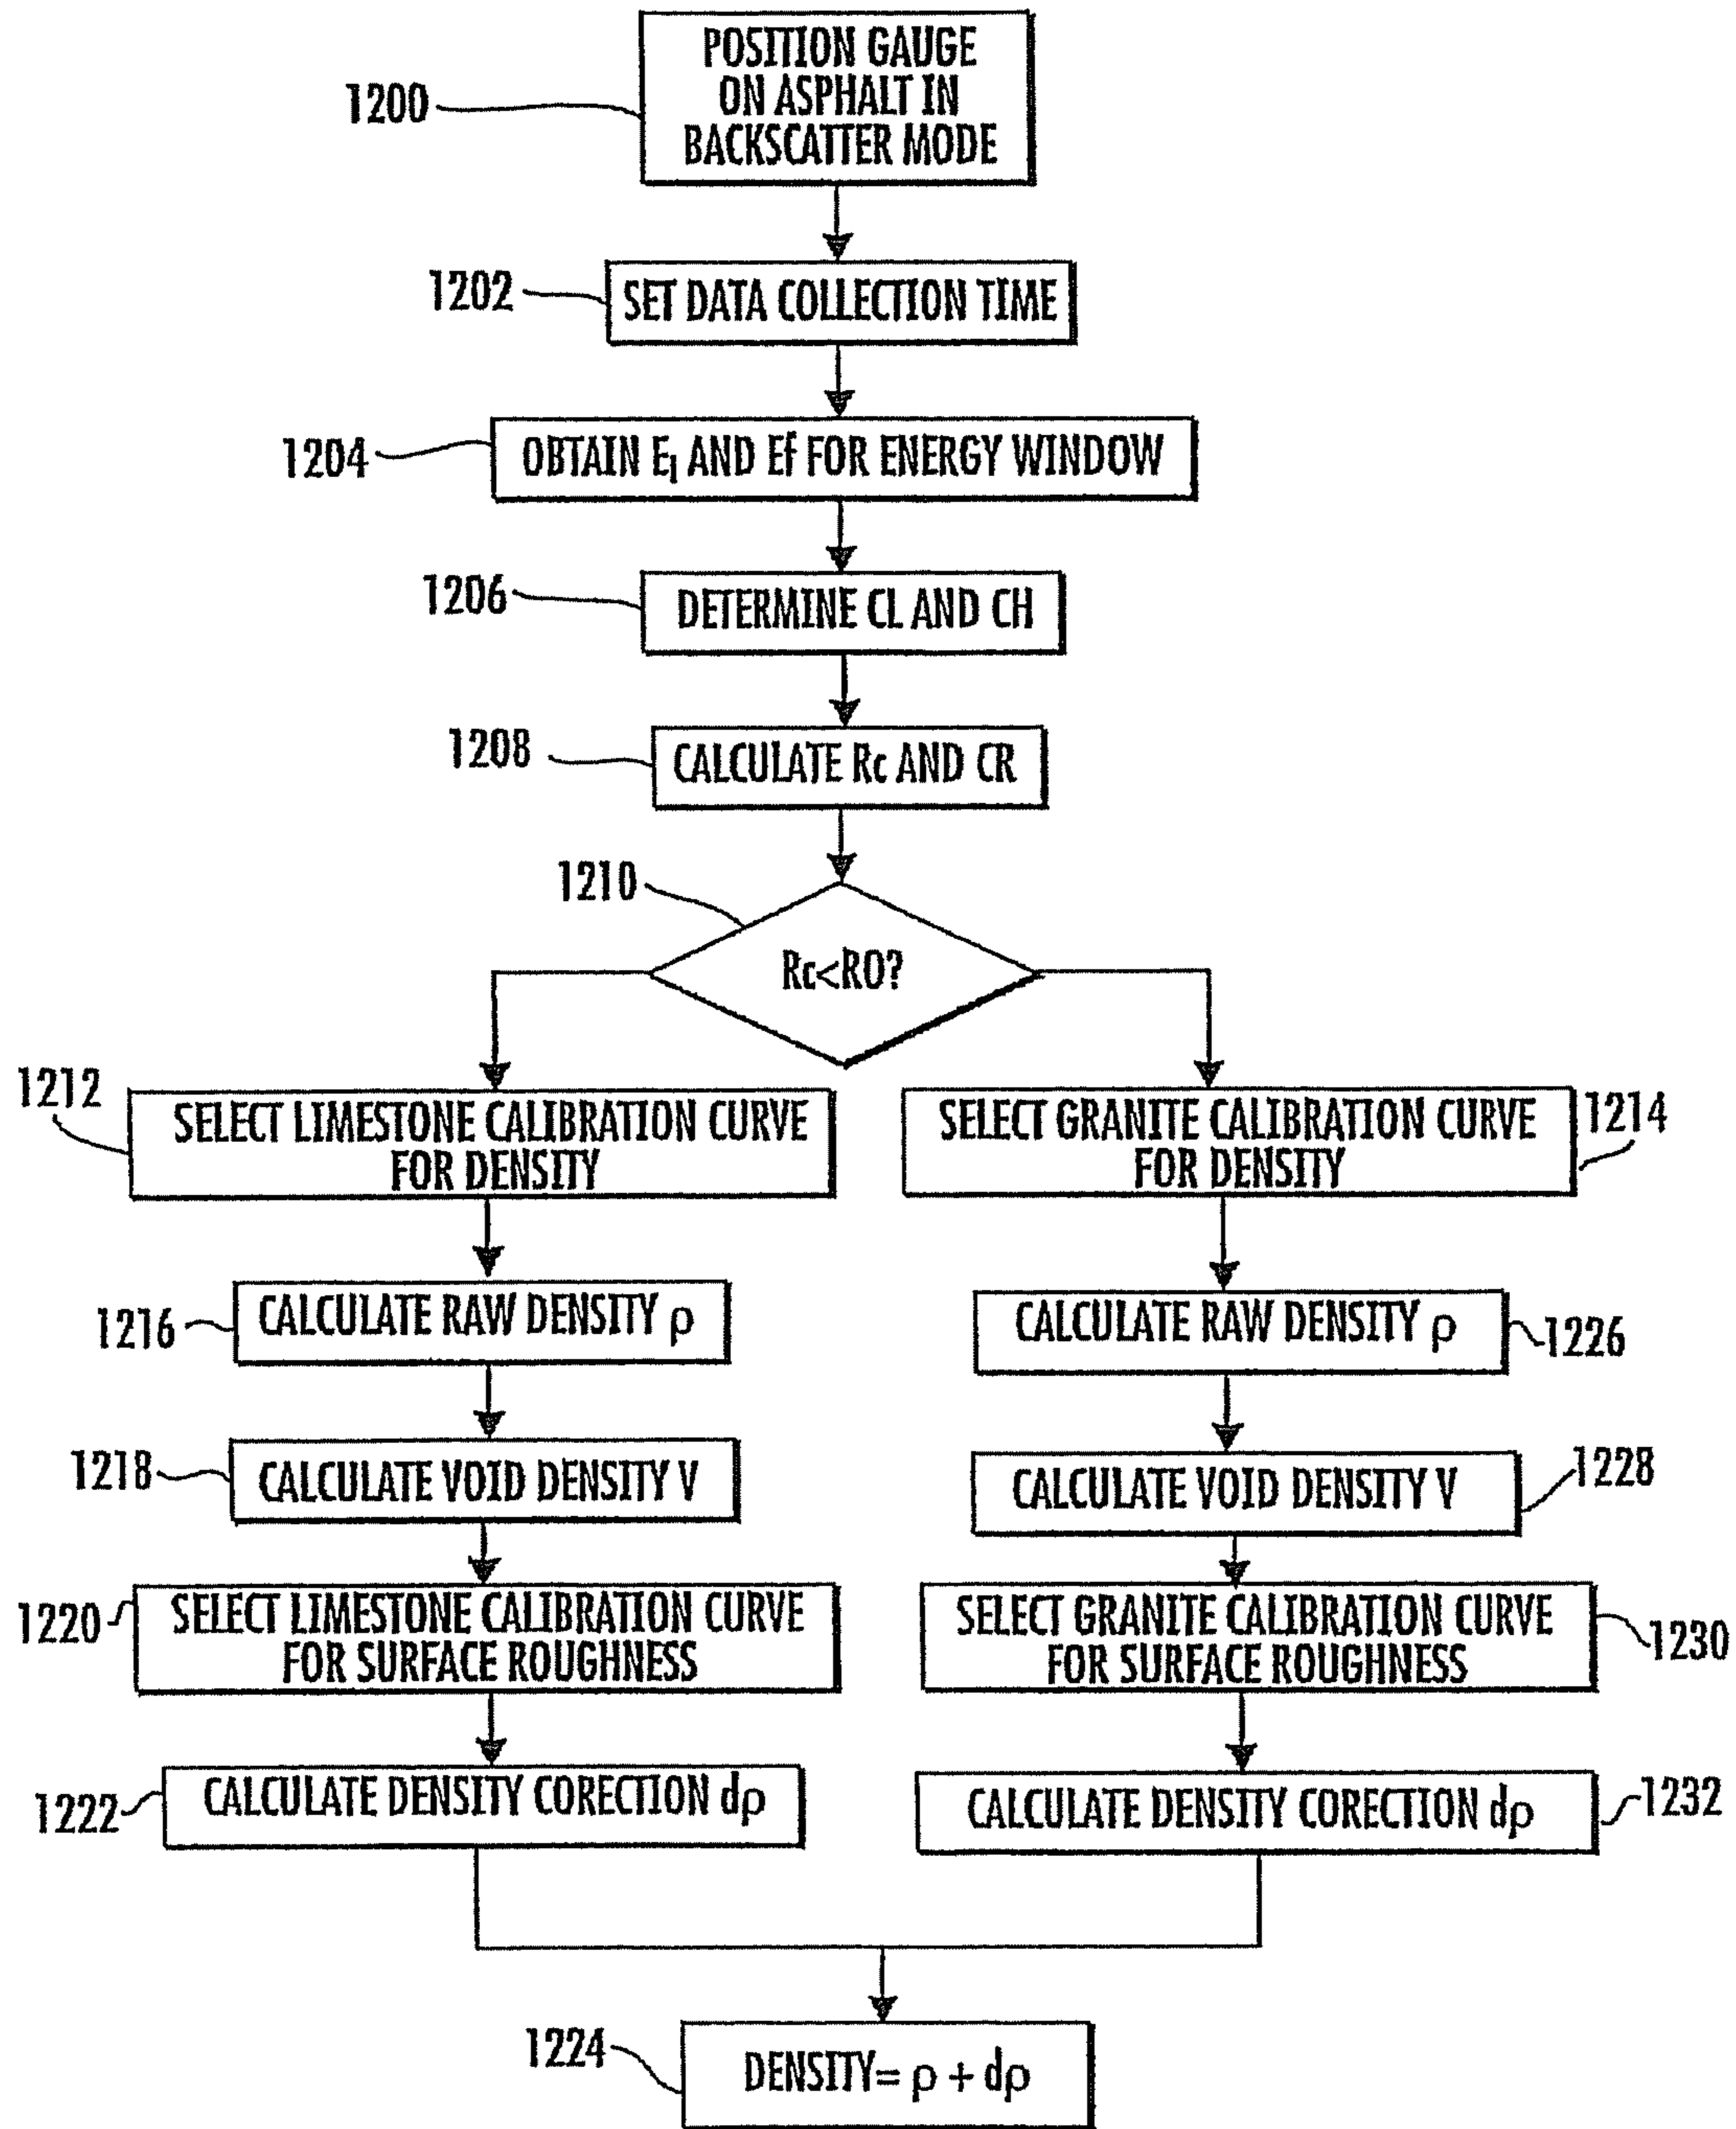 POSITION GAUGE
ON ASPHALT IN
BACKSCATTER MODE
1200
SET DATA COLLECTION TIME
1202
OBTAIN El AND Ef FOR ENERGY WINDOW
1204
DETERMINE CL AND CH
1206
CALCULATE Rc AND CR
1208
1210
Rc<RO?
1212
SELECT LIMESTONE CALIBRATION CURVE
FOR DENSITY
SELECT GRANITE CALIBRATION CURVE
FOR DENSITY
1214
1216
CALCULATE RAW DENSITY ρ
CALCULATE RAW DENSITY ρ
1226
1218
CALCULATE VOID DENSITY V
CALCULATE VOID DENSITY V
1228
1220
SELECT LIMESTONE CALIBRATION CURVE
FOR SURFACE ROUGHNESS
SELECT GRANITE CALIBRATION CURVE
FOR SURFACE ROUGHNESS
1230
1222
CALCULATE DENSITY CORECTION dρ
CALCULATE DENSITY CORECTION dρ
1232
1224
DENSITY= ρ + dρ